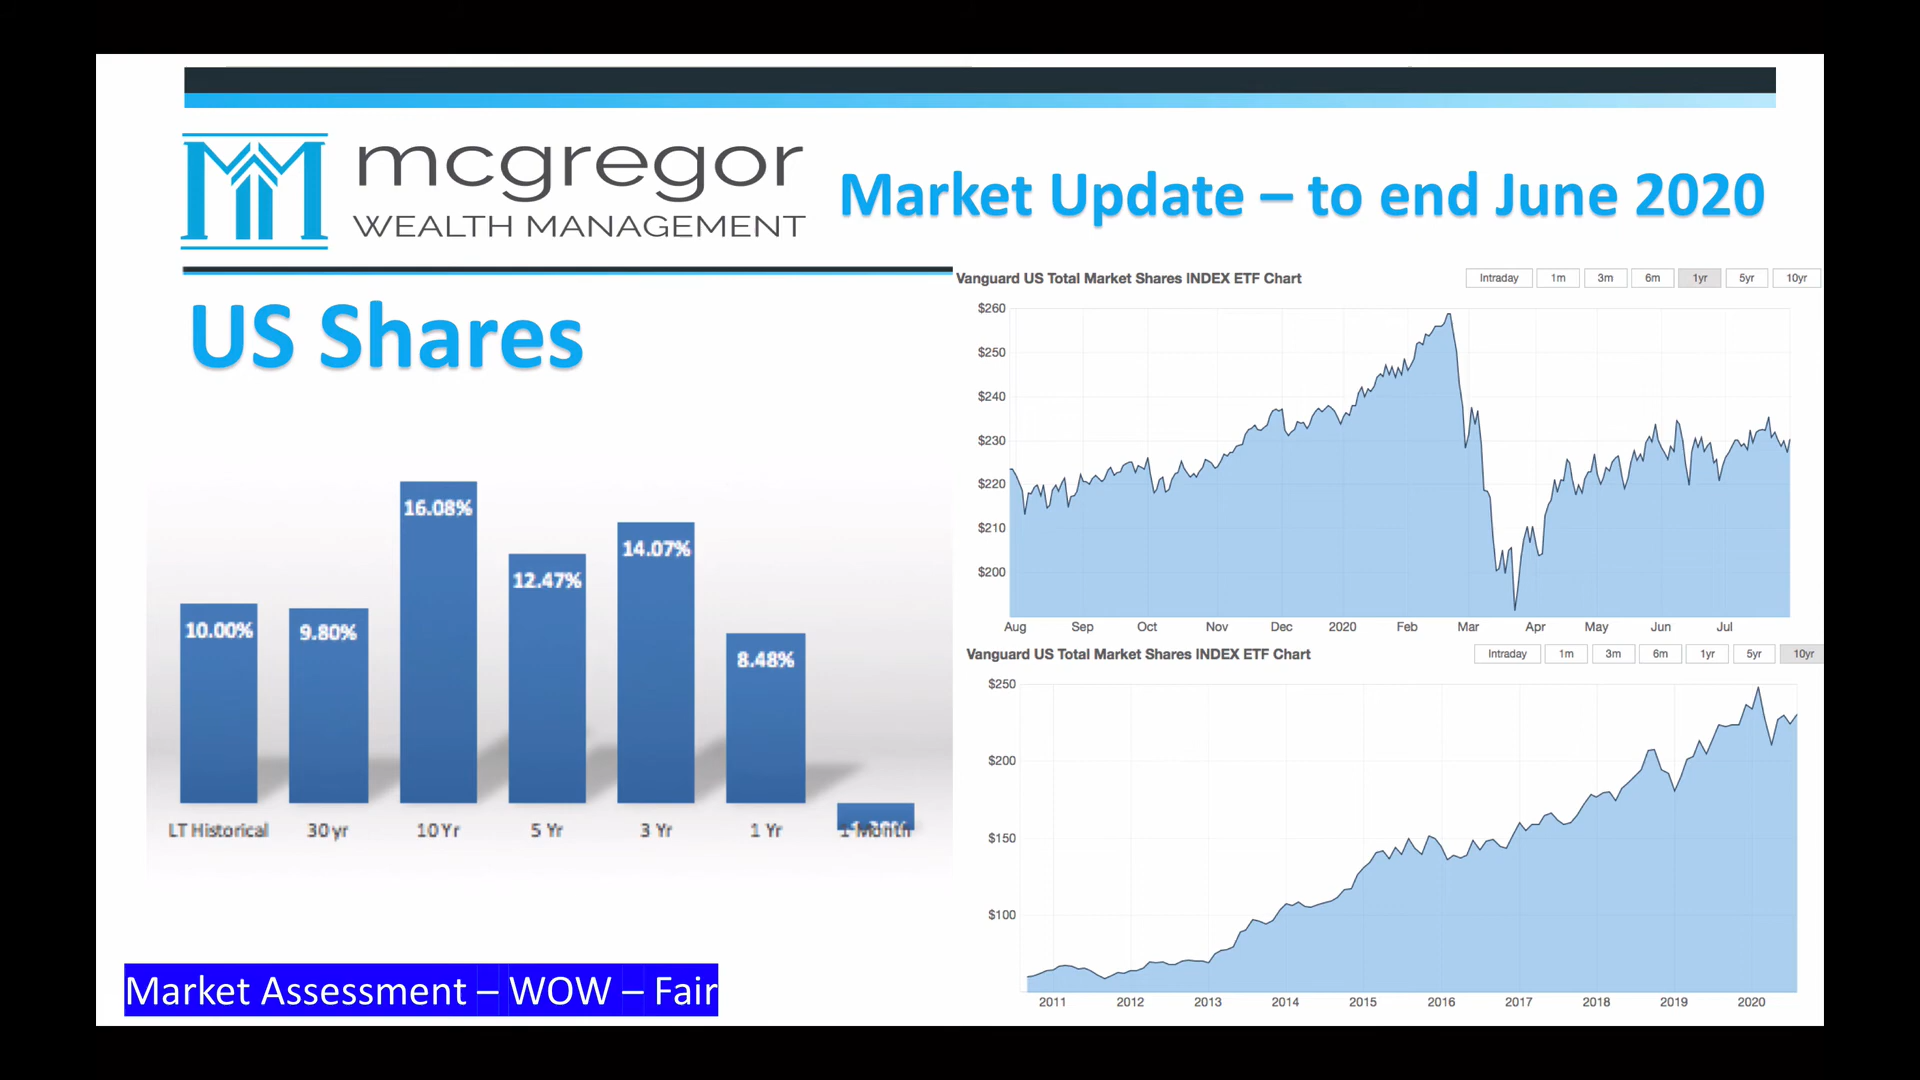 mcgregor
WEALTH MANAGEMENT
Market Update – to end June 2020
US Shares
16.08%
14.07%
12.47%
10.00%
9.80%
8.48%
LT Historical 30 yr 10 Yr 5 Yr 3 Yr 1 Yr 1 Month
Market Assessment – WOW – Fair
Vanguard US Total Market Shares INDEX ETF Chart
Intraday 1m 3m 6m 1yr 5yr 10yr
$260
$250
$240
$230
$220
$210
$200
Aug Sep Oct Nov Dec 2020 Feb Mar Apr May Jun Jul
Vanguard US Total Market Shares INDEX ETF Chart
Intraday 1m 3m 6m 1yr 5yr 10yr
$250
$200
$150
$100
2011 2012 2013 2014 2015 2016 2017 2018 2019 2020